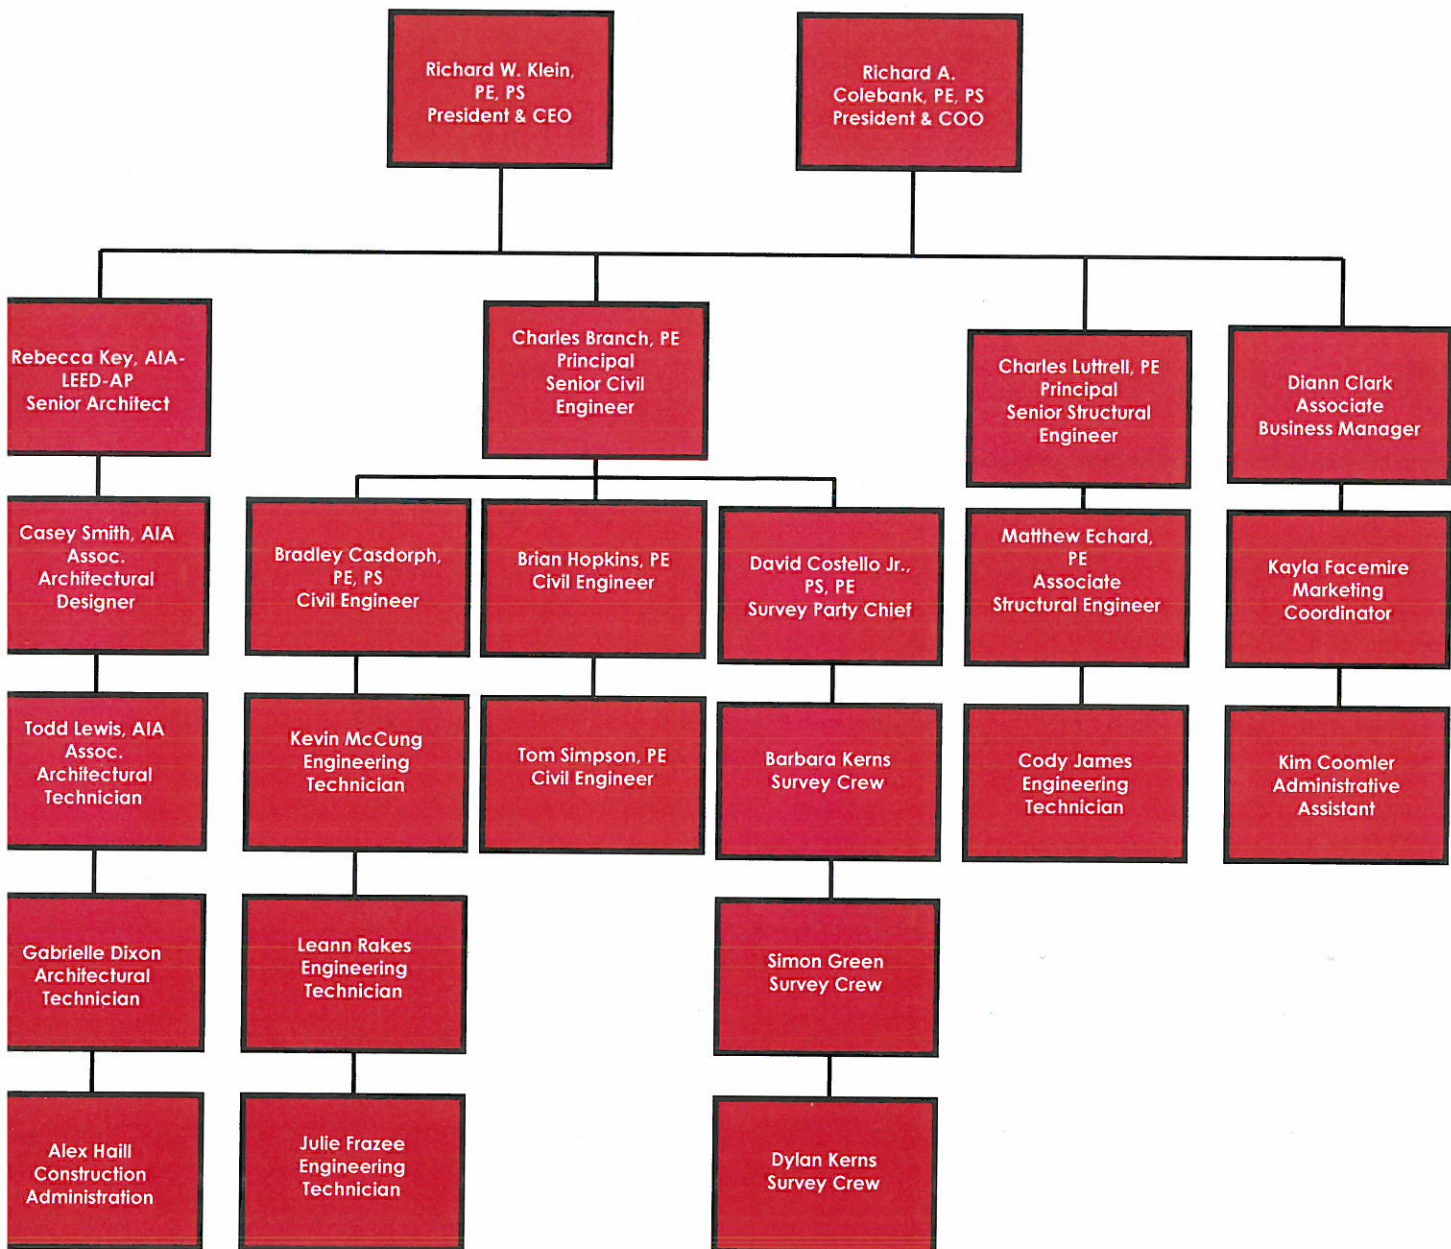 Richard W. Klein,
PE, PS
President & CEO
Richard A.
Colebank, PE, PS
President & COO
Rebecca Key, AIA-
LEED-AP
Senior Architect
Charles Branch, PE
Principal
Senior Civil
Engineer
Charles Luttrell, PE
Principal
Senior Structural
Engineer
Diann Clark
Associate
Business Manager
Casey Smith, AIA
Assoc.
Architectural
Designer
Bradley Casdorph,
PE, PS
Civil Engineer
Brian Hopkins, PE
Civil Engineer
David Costello Jr.,
PS, PE
Survey Party Chief
Matthew Echard,
PE
Associate
Structural Engineer
Kayla Facemire
Marketing
Coordinator
Todd Lewis, AIA
Assoc.
Architectural
Technician
Kevin McCung
Engineering
Technician
Tom Simpson, PE
Civil Engineer
Barbara Kerns
Survey Crew
Cody James
Engineering
Technician
Kim Coomler
Administrative
Assistant
Gabrielle Dixon
Architectural
Technician
Leann Rakes
Engineering
Technician
Simon Green
Survey Crew
Alex Haill
Construction
Administration
Julie Frazee
Engineering
Technician
Dylan Kerns
Survey Crew